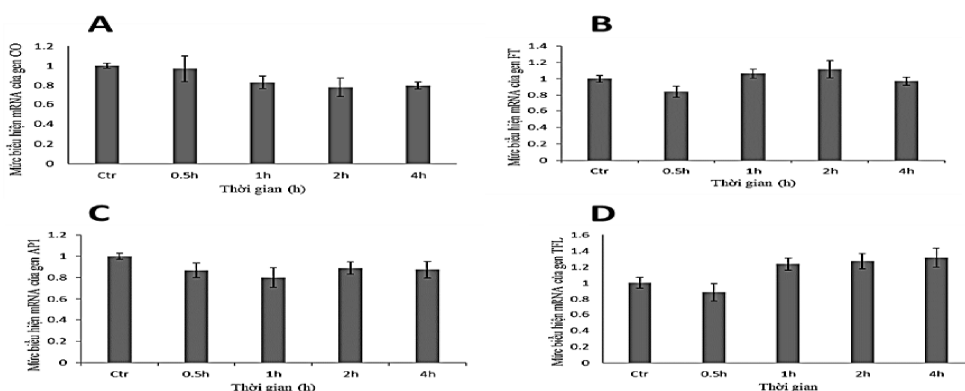 A
Mức biểu hiện mRNA của gen CO
1.2
1
0.8
0.6
0.4
0.2
0
Ctr 0.5h 1h 2h 4h
Thời gian (h)
B
Mức biểu hiện mRNA của gen FT
1.4
1.2
1
0.8
0.6
0.4
0.2
0
Ctr 0.5h 1h 2h 4h
Thời gian (h)
C
Mức biểu hiện mRNA của gen AP1
1.2
1
0.8
0.6
0.4
0.2
0
Ctr 0.5h 1h 2h 4h
Thời gian (h)
D
Mức biểu hiện mRNA của gen TFL
1.6
1.4
1.2
1
0.8
0.6
0.4
0.2
0
Ctr 0.5h 1h 2h 4h
Thời gian